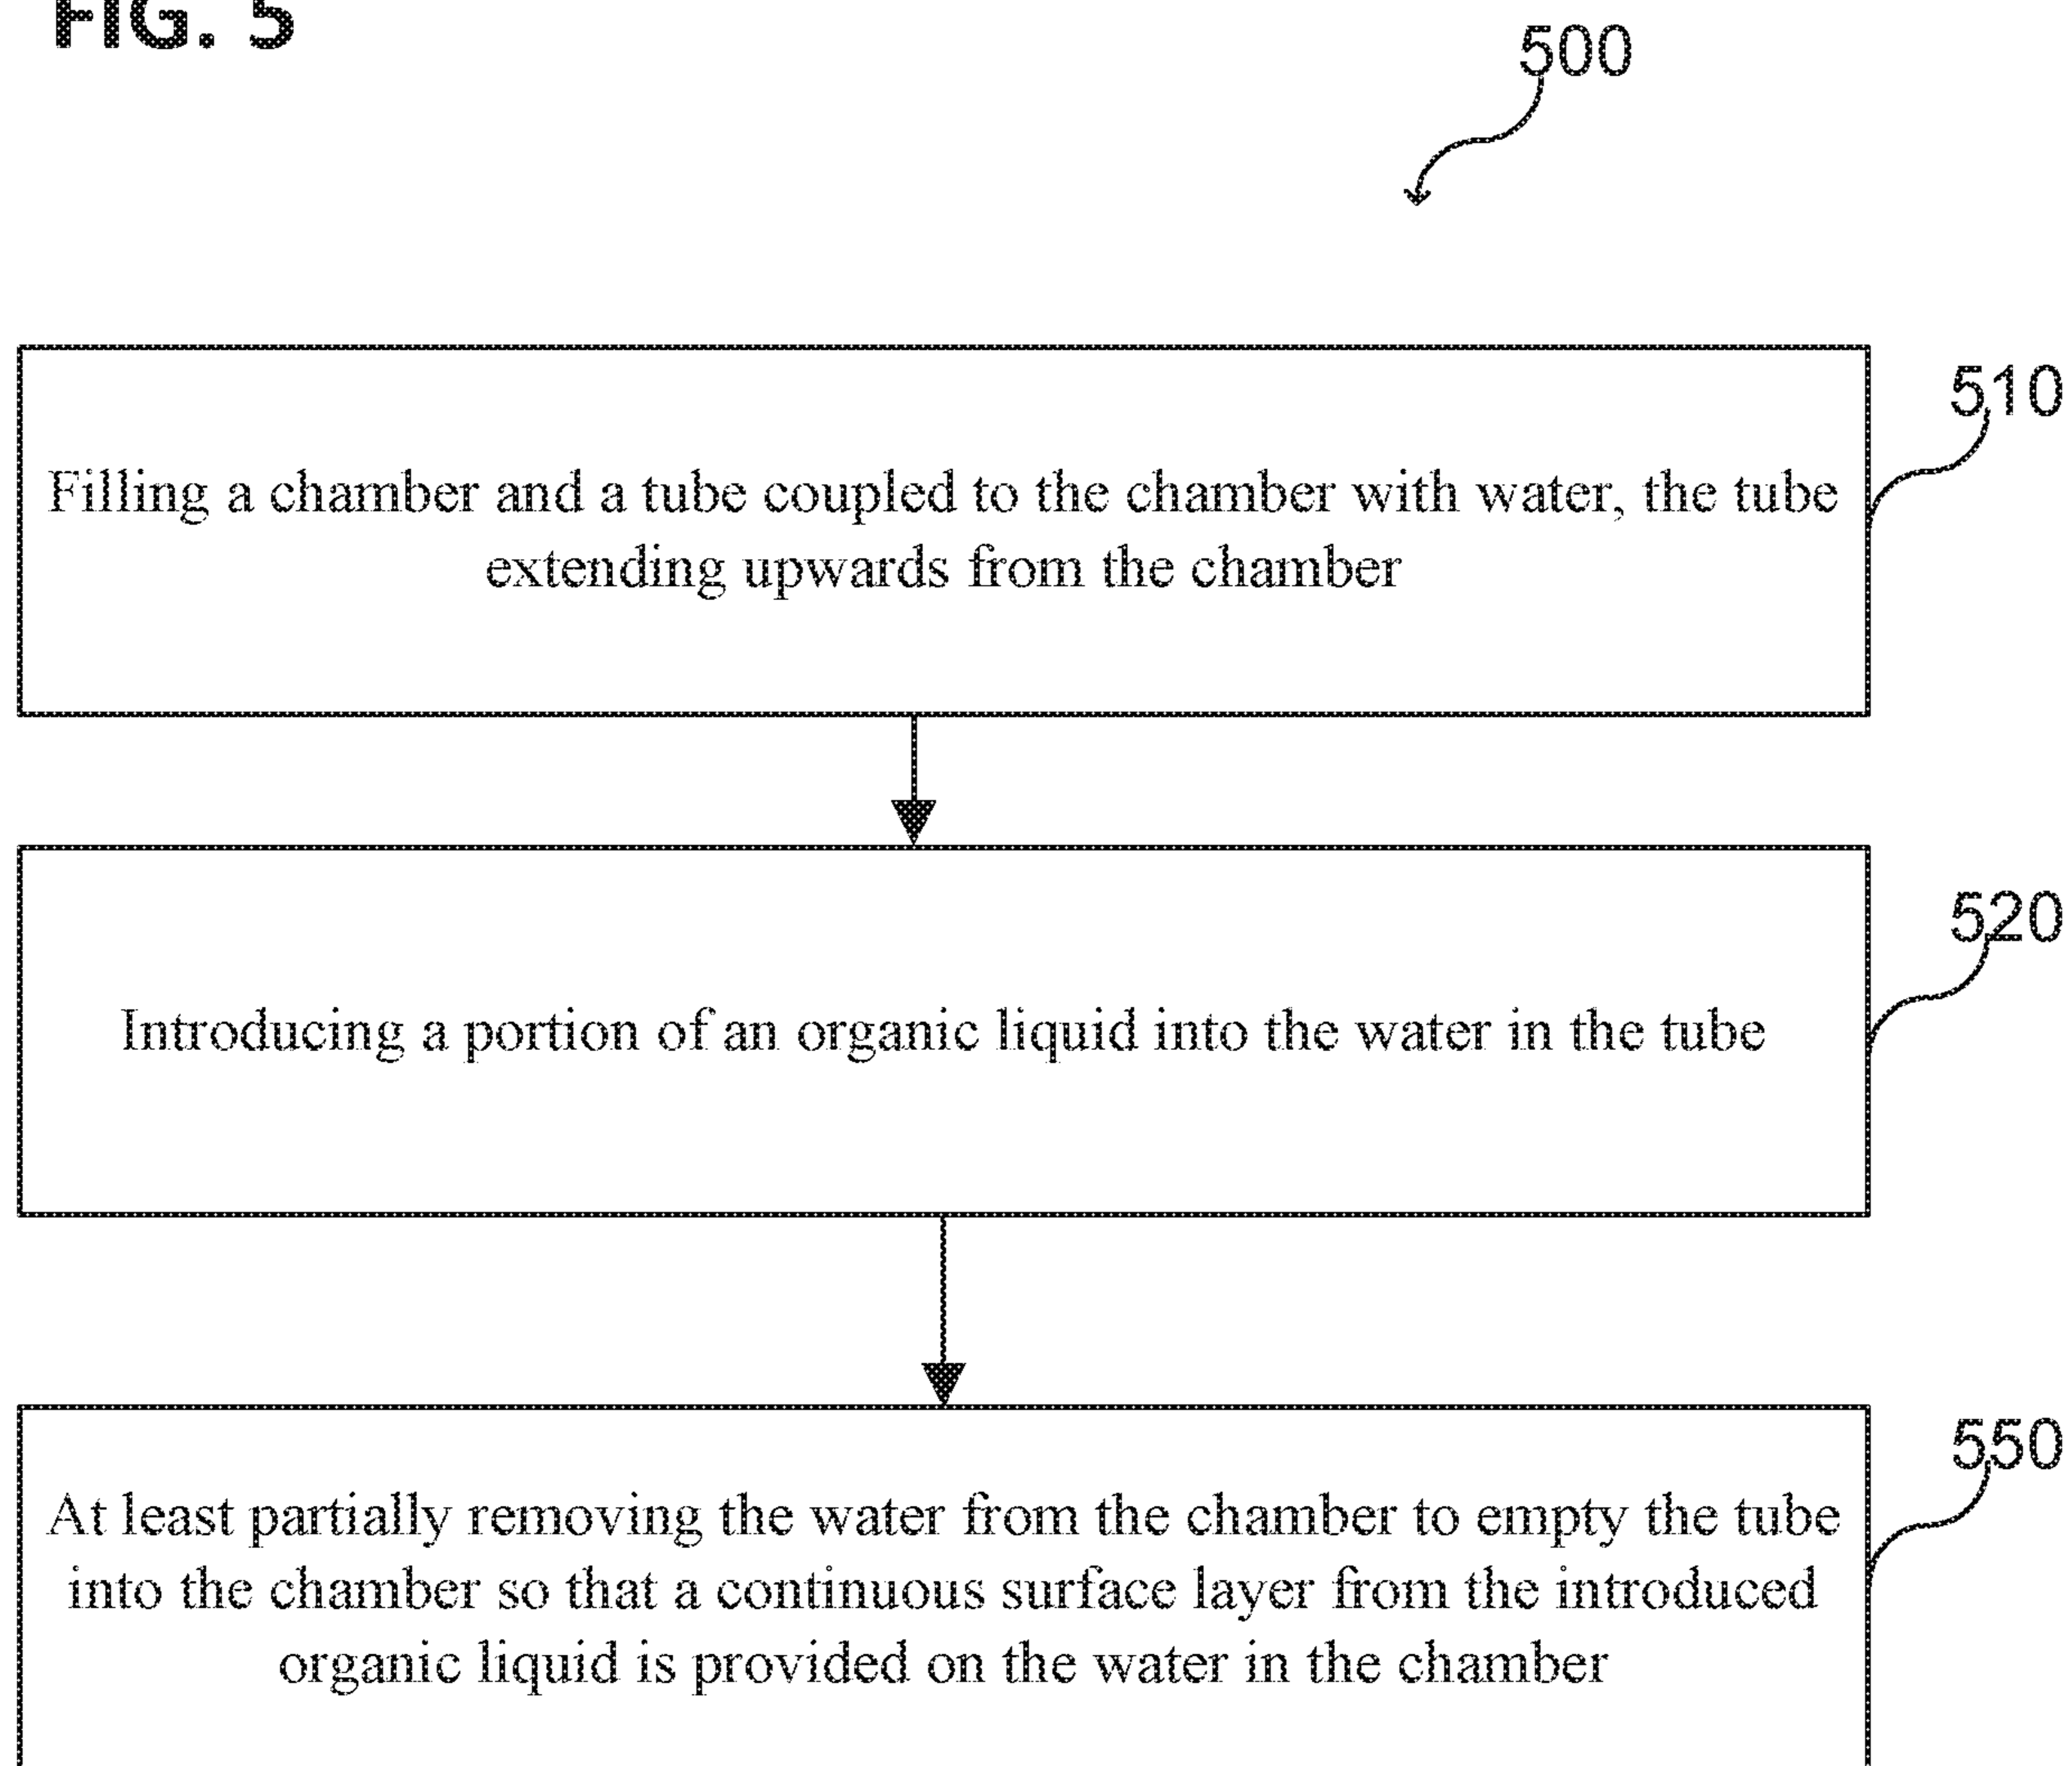 FIG. 5
500
510
Filling a chamber and a tube coupled to the chamber with water, the tube
extending upwards from the chamber
520
Introducing a portion of an organic liquid into the water in the tube
550
At least partially removing the water from the chamber to empty the tube
into the chamber so that a continuous surface layer from the introduced
organic liquid is provided on the water in the chamber